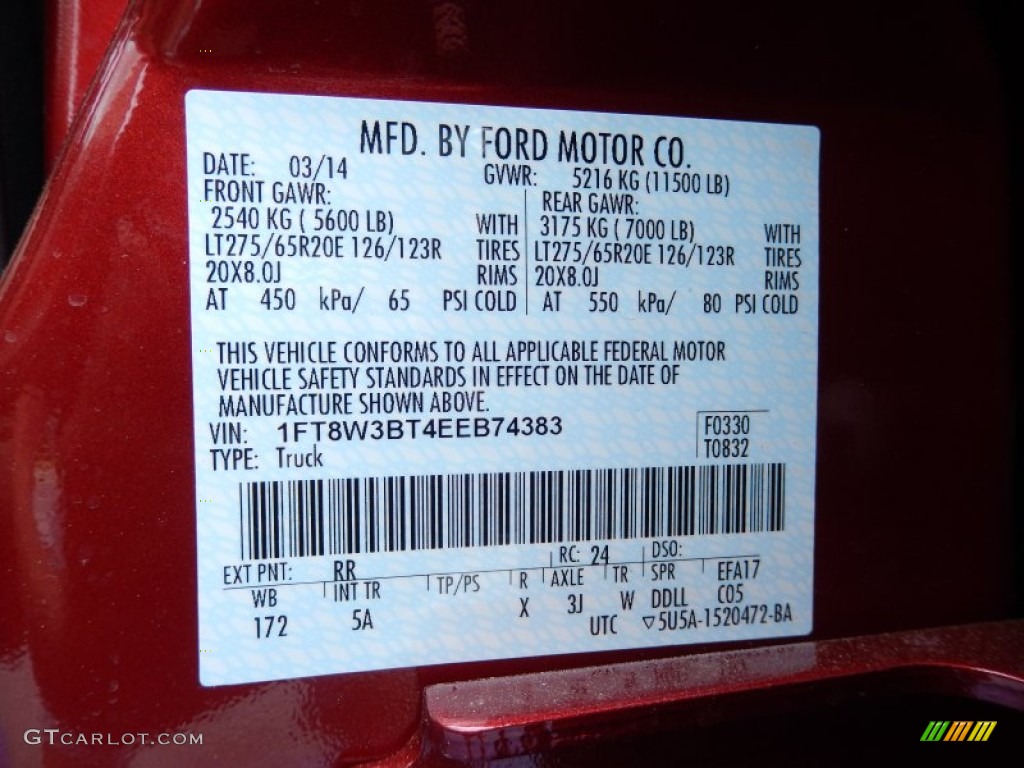 MFD. BY FORD MOTOR CO.
DATE: 03/14 GVWR: 5216 KG (11500 LB)
FRONT GAWR: REAR GAWR:
2540 KG ( 5600 LB) WITH 3175 KG ( 7000 LB) WITH
LT275/65R20E 126/123R TIRES LT275/65R20E 126/123R TIRES
20X8.0J RIMS 20X8.0J RIMS
AT 450 kPa/ 65 PSI COLD AT 550 kPa/ 80 PSI COLD
THIS VEHICLE CONFORMS TO ALL APPLICABLE FEDERAL MOTOR
VEHICLE SAFETY STANDARDS IN EFFECT ON THE DATE OF
MANUFACTURE SHOWN ABOVE.
VIN: 1FT8W3BT4EEB74383 F0330
TYPE: Truck T0832
EXT PNT: RR RC: 24 DSO:
WB INT TR TP/PS R AXLE TR SPR EFA17
172 5A X 3J W DDLL C05
UTC ▽5U5A-1520472-BA
GTCARLOT.COM